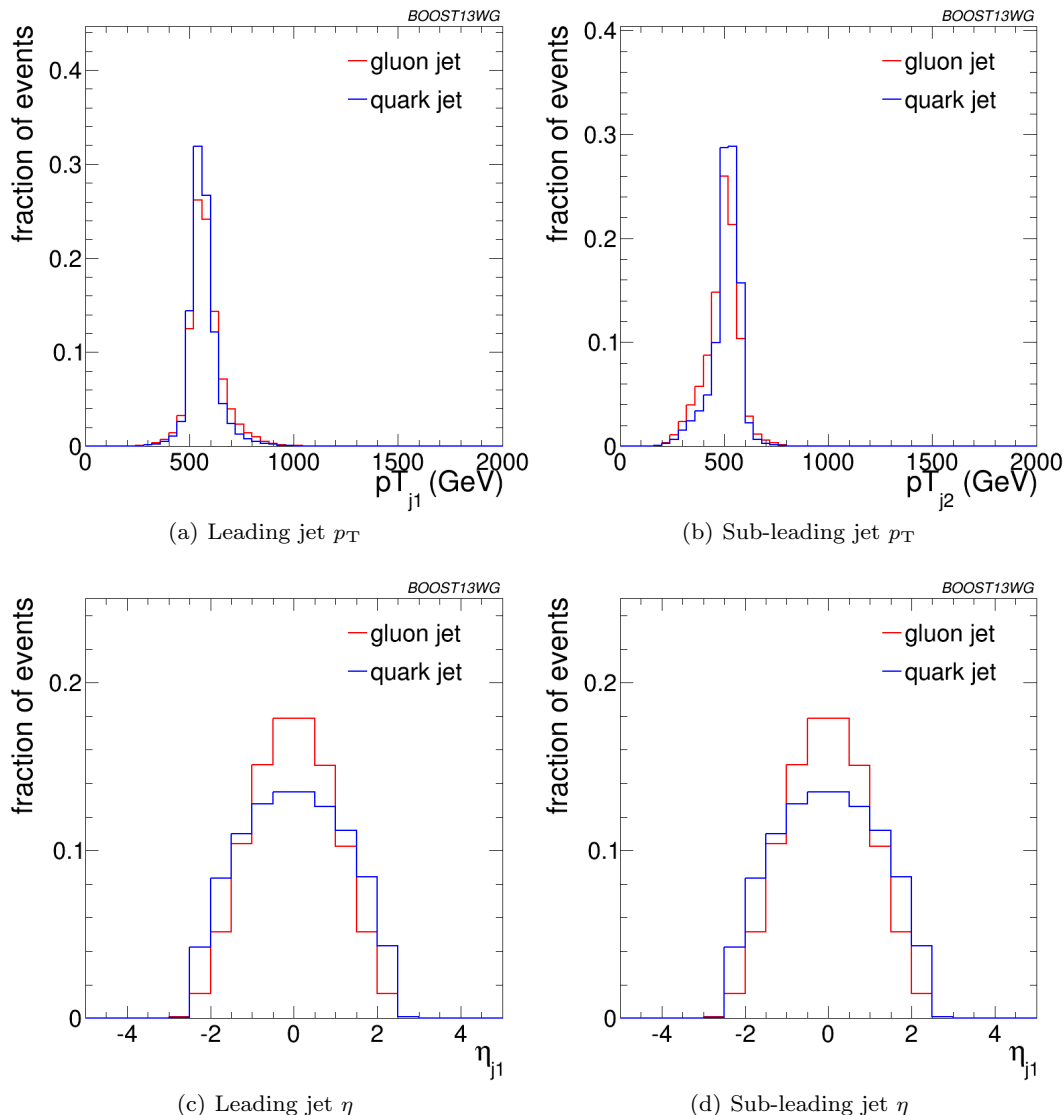 BOOST13WG
fraction of events
gluon jet
quark jet
0.4
0.3
0.2
0.1
0
0 500 1000 1500 2000
pT_j1 (GeV)
(a) Leading jet p_T
BOOST13WG
fraction of events
gluon jet
quark jet
0.4
0.3
0.2
0.1
0
0 500 1000 1500 2000
pT_j2 (GeV)
(b) Sub-leading jet p_T
BOOST13WG
fraction of events
gluon jet
quark jet
0.2
0.1
0
-4 -2 0 2 4
η_j1
(c) Leading jet η
BOOST13WG
fraction of events
gluon jet
quark jet
0.2
0.1
0
-4 -2 0 2 4
η_j1
(d) Sub-leading jet η